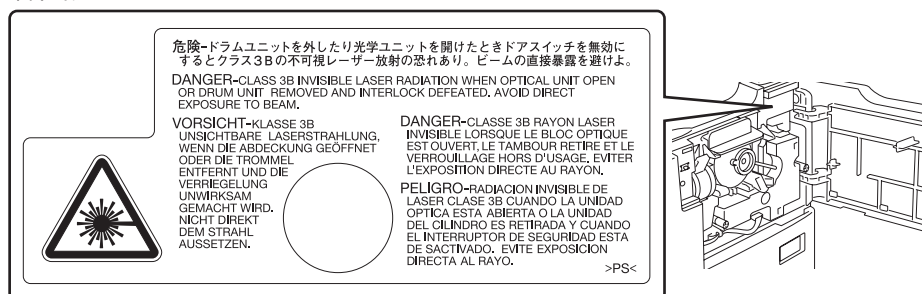 危険-ドラムユニットを外したり光学ユニットを開けたときドアスイッチを無効に
するとクラス3Bの不可視レーザー放射の恐れあり。ビームの直接暴露を避けよ。
DANGER-CLASS 3B INVISIBLE LASER RADIATION WHEN OPTICAL UNIT OPEN
OR DRUM UNIT REMOVED AND INTERLOCK DEFEATED. AVOID DIRECT
EXPOSURE TO BEAM.
VORSICHT-KLASSE 3B
UNSICHTBARE LASERSTRAHLUNG,
WENN DIE ABDECKUNG GEÖFFNET
ODER DIE TROMMEL
ENTFERNT UND DIE
VERRIEGELUNG
UNWIRKSAM
GEMACHT WIRD.
NICHT DIREKT
DEM STRAHL
AUSSETZEN.
DANGER-CLASSE 3B RAYON LASER
INVISIBLE LORSQUE LE BLOC OPTIQUE
EST OUVERT, LE TAMBOUR RETIRE ET LE
VERROUILLAGE HORS D'USAGE. EVITER
L'EXPOSITION DIRECTE AU RAYON.
PELIGRO-RADIACION INVISIBLE DE
LASER CLASE 3B CUANDO LA UNIDAD
OPTICA ESTA ABIERTA O LA UNIDAD
DEL CILINDRO ES RETIRADA Y CUANDO
EL INTERRUPTOR DE SEGURIDAD ESTA
DE SACTIVADO. EVITE EXPOSICION
DIRECTA AL RAYO.
>PS<